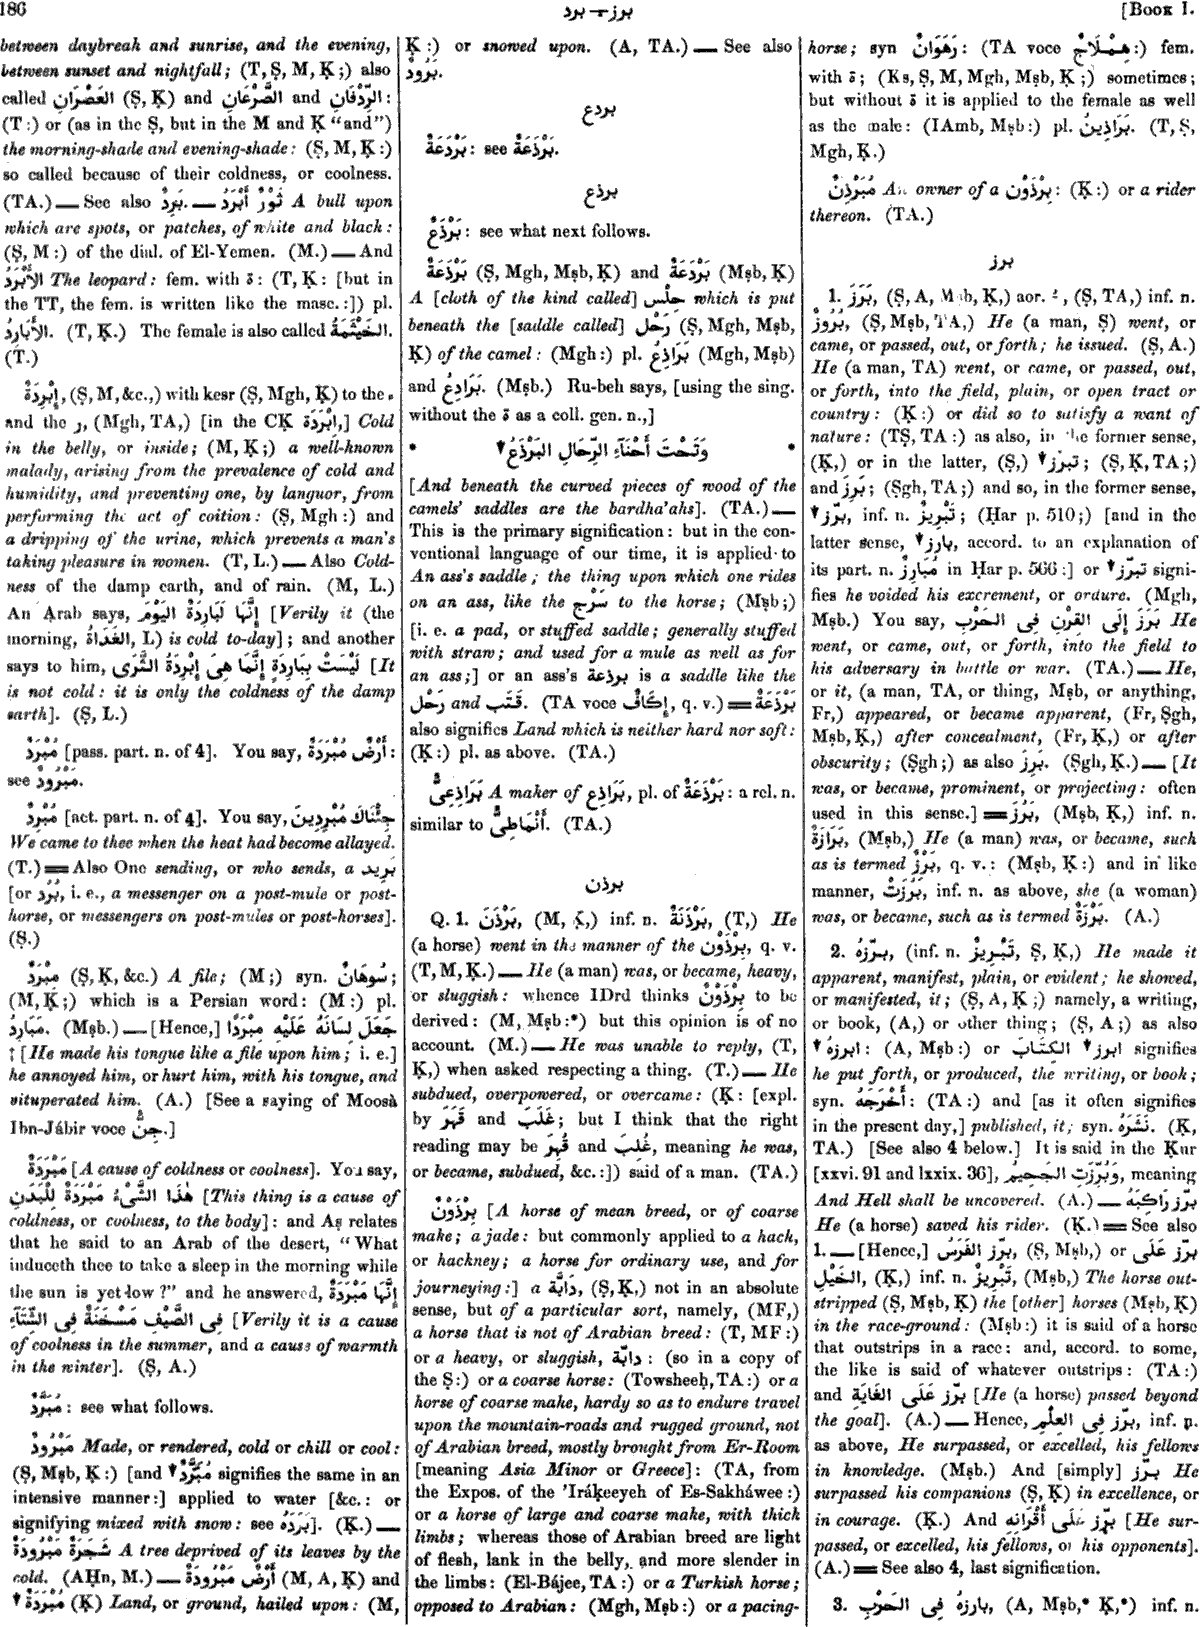 186
برد — برز
[BOOK I.
between daybreak and sunrise, and the evening,
between sunset and nightfall; (T, Ṣ, M, Ḳ;) also
called العَصْرَانِ (Ṣ, Ḳ) and الصَّرْعَانِ and الرِّدْفَانِ:
(T:) or (as in the Ṣ, but in the M and Ḳ “and”)
the morning-shade and evening-shade: (Ṣ, M, Ḳ:)
so called because of their coldness, or coolness.
(TA.) — See also بَرِدٌ. — ثَوْرٌ أَبْرَدُ A bull upon
which are spots, or patches, of white and black:
(Ṣ, M:) of the dial. of El-Yemen. (M.) — And
الأَبْرَدُ The leopard: fem. with ة: (T, Ḳ: [but in
the TT, the fem. is written like the masc.:]) pl.
الأَبَارِدُ. (T, Ḳ.) The female is also called الخَيْثَمَةُ.
(T.)
إِبْرِدَةٌ, (Ṣ, M, &c.,) with kesr (Ṣ, Mgh, Ḳ) to the ء
and the ر, (Mgh, TA,) [in the CḲ إِبْرَدَة,] Cold
in the belly, or inside; (M, Ḳ;) a well-known
malady, arising from the prevalence of cold and
humidity, and preventing one, by languor, from
performing the act of coition: (Ṣ, Mgh:) and
a dripping of the urine, which prevents a man's
taking pleasure in women. (T, L.) — Also Cold-
ness of the damp earth, and of rain. (M, L.)
An Arab says, إِنَّهَا لَبَارِدَةٌ اليَوْمَ [Verily it (the
morning, الغَدَاةُ, L) is cold to-day]; and another
says to him, لَيْسَتْ بِبَارِدَةٍ إِنَّمَا هِىَ إِبْرِدَةُ الثَّرَى [It
is not cold: it is only the coldness of the damp
earth]. (Ṣ, L.)
مُبْرَدٌ [pass. part. n. of 4]. You say, أَرْضٌ مُبْرَدَةٌ:
see مَبْرُودٌ.
مُبْرِدٌ [act. part. n. of 4]. You say, جِئْنَاكَ مُبْرِدِينَ
We came to thee when the heat had become allayed.
(T.) = Also One sending, or who sends, a بَرِيد
[or بُرْد, i. e., a messenger on a post-mule or post-
horse, or messengers on post-mules or post-horses].
(Ṣ.)
مِبْرَدٌ (Ṣ, Ḳ, &c.) A file; (M;) syn. سُوهَانٌ;
(M, Ḳ;) which is a Persian word: (M:) pl.
مَبَارِدُ. (Mṣb.) — [Hence,] جَعَلَ لِسَانَهُ عَلَيْهِ مِبْرَدًا
† [He made his tongue like a file upon him; i. e.]
he annoyed him, or hurt him, with his tongue, and
vituperated him. (A.) [See a saying of Moosà
Ibn-Jábir voce جِنٌّ.]
مَبْرَدَةٌ [A cause of coldness or coolness]. You say,
هٰذَا الشَّىْءُ مَبْرَدَةٌ لِلْبَدَنِ [This thing is a cause of
coldness, or coolness, to the body]: and Aṣ relates
that he said to an Arab of the desert, “What
induceth thee to take a sleep in the morning while
the sun is yet low?” and he answered, إِنَّهَا مَبْرَدَةٌ
فِى الصَّيْفِ مَسْخَنَةٌ فِى الشِّتَآءِ [Verily it is a cause
of coolness in the summer, and a cause of warmth
in the winter]. (Ṣ, A.)
مُبَرَّدٌ: see what follows.
مَبْرُودٌ Made, or rendered, cold or chill or cool:
(Ṣ, Mṣb, Ḳ:) [and ▼ مُبَرَّدٌ signifies the same in an
intensive manner:] applied to water [&c.: or
signifying mixed with snow: see بَرَدَهُ]. (Ḳ.) —
شَجَرَةٌ مَبْرُودَةٌ A tree deprived of its leaves by the
cold. (AḤn, M.) — أَرْضٌ مَبْرُودَةٌ (M, A, Ḳ) and
▼ مُبْرَدَةٌ (Ḳ) Land, or ground, hailed upon: (M,
Ḳ:) or snowed upon. (A, TA.) — See also
بَرُودٌ.
بردع
بَرْدَعَةٌ: see بَرْذَعَةٌ.
برذع
بَرْذَعٌ: see what next follows.
بَرْذَعَةٌ (Ṣ, Mgh, Mṣb, Ḳ) and بَرْدَعَةٌ (Mṣb, Ḳ)
A [cloth of the kind called] حِلْس which is put
beneath the [saddle called] رَحْل (Ṣ, Mgh, Mṣb,
Ḳ) of the camel: (Mgh:) pl. بَرَاذِعُ (Mgh, Mṣb)
and بَرَادِعُ. (Mṣb.) Ru-beh says, [using the sing.
without the ة as a coll. gen. n.,]
* وَتَحْتَ أَحْنَآءِ الرِّحَالِ البَرْذَعُ ▼ *
[And beneath the curved pieces of wood of the
camels' saddles are the bardha'ahs]. (TA.) —
This is the primary signification: but in the con-
ventional language of our time, it is applied to
An ass's saddle; the thing upon which one rides
on an ass, like the سَرْج to the horse; (Mṣb;)
[i. e. a pad, or stuffed saddle; generally stuffed
with straw; and used for a mule as well as for
an ass;] or an ass's برذعة is a saddle like the
رَحْل and قَتَب. (TA voce إِكَافٌ, q. v.) = بَرْذَعَةٌ
also signifies Land which is neither hard nor soft:
(Ḳ:) pl. as above. (TA.)
بَرَاذِعِىٌّ A maker of بَرَاذِع, pl. of بَرْذَعَةٌ: a rel. n.
similar to أَنْمَاطِىٌّ. (TA.)
برذن
Q. 1. بَرْذَنَ, (M, Ḳ,) inf. n. بَرْذَنَةٌ, (T,) He
(a horse) went in the manner of the بِرْذَوْن, q. v.
(T, M, Ḳ.) — He (a man) was, or became, heavy,
or sluggish: whence IDrd thinks بِرْذَوْنٌ to be
derived: (M, Mṣb:*) but this opinion is of no
account. (M.) — He was unable to reply, (T,
Ḳ,) when asked respecting a thing. (T.) — He
subdued, overpowered, or overcame: (Ḳ: [expl.
by قَهَرَ and غَلَبَ; but I think that the right
reading may be قُهِرَ and غُلِبَ, meaning he was,
or became, subdued, &c.:]) said of a man. (TA.)
بِرْذَوْنٌ [A horse of mean breed, or of coarse
make; a jade: but commonly applied to a hack,
or hackney; a horse for ordinary use, and for
journeying:] a دَابَّة, (Ṣ, Ḳ,) not in an absolute
sense, but of a particular sort, namely, (MF,)
a horse that is not of Arabian breed: (T, MF:)
or a heavy, or sluggish, دابّة: (so in a copy of
the Ṣ:) or a coarse horse: (Towsheeḥ, TA:) or a
horse of coarse make, hardy so as to endure travel
upon the mountain-roads and rugged ground, not
of Arabian breed, mostly brought from Er-Room
[meaning Asia Minor or Greece]: (TA, from
the Expos. of the 'Iráḳeeyeh of Es-Sakháwee:)
or a horse of large and coarse make, with thick
limbs; whereas those of Arabian breed are light
of flesh, lank in the belly, and more slender in
the limbs: (El-Bájee, TA:) or a Turkish horse;
opposed to Arabian: (Mgh, Mṣb:) or a pacing-
horse; syn رَهَوَانٌ: (TA voce هِمْلَاجٌ:) fem.
with ة; (Ks, Ṣ, M, Mgh, Mṣb, Ḳ;) sometimes;
but without ة it is applied to the female as well
as the male: (IAmb, Mṣb:) pl. بَرَاذِينُ. (T, Ṣ,
Mgh, Ḳ.)
مُبَرْذِنٌ An owner of a بِرْذَوْن: (Ḳ:) or a rider
thereon. (TA.)
برز
1. بَرَزَ, (Ṣ, A, Mṣb, Ḳ,) aor. ـُ, (Ṣ, TA,) inf. n.
بُرُوزٌ, (Ṣ, Mṣb, TA,) He (a man, Ṣ) went, or
came, or passed, out, or forth; he issued. (Ṣ, A.)
He (a man, TA) went, or came, or passed, out,
or forth, into the field, plain, or open tract or
country: (Ḳ:) or did so to satisfy a want of
nature: (TṢ, TA:) as also, in the former sense,
(Ḳ,) or in the latter, (Ṣ,) ▼ تبرّز; (Ṣ, Ḳ, TA;)
and بَرِزَ; (Ṣgh, TA;) and so, in the former sense,
▼ برّز, inf. n. تَبْرِيزٌ; (Ḥar p. 510;) [and in the
latter sense, ▼ بارز, accord. to an explanation of
its part. n. مُبَارِزٌ in Ḥar p. 566:] or ▼ تبرّز signi-
fies he voided his excrement, or ordure. (Mgh,
Mṣb.) You say, بَرَزَ إِلَى القِرْنِ فِى الحَرْبِ He
went, or came, out, or forth, into the field to
his adversary in battle or war. (TA.) — He,
or it, (a man, TA, or thing, Mṣb, or anything,
Fr,) appeared, or became apparent, (Fr, Ṣgh,
Mṣb, Ḳ,) after concealment, (Fr, Ḳ,) or after
obscurity; (Ṣgh;) as also بَرِزَ. (Ṣgh, Ḳ.) — [It
was, or became, prominent, or projecting: often
used in this sense.] = بَرُزَ, (Mṣb, Ḳ,) inf. n.
بَرَازَةٌ, (Mṣb,) He (a man) was, or became, such
as is termed بَرْزٌ, q. v.: (Mṣb, Ḳ:) and in like
manner, بَرُزَتْ, inf. n. as above, she (a woman)
was, or became, such as is termed بَرْزَةٌ. (A.)
2. برّزهُ, (inf. n. تَبْرِيزٌ, Ṣ, Ḳ,) He made it
apparent, manifest, plain, or evident; he showed,
or manifested, it; (Ṣ, A, Ḳ;) namely, a writing,
or book, (A,) or other thing; (Ṣ, A;) as also
▼ ابرزهُ: (A, Mṣb:) or ▼ ابرز الكِتَابَ signifies
he put forth, or produced, the writing, or book;
syn. أَخْرَجَهُ: (TA:) and [as it often signifies
in the present day,] published, it; syn. نَشَرَهُ. (Ḳ,
TA.) [See also 4 below.] It is said in the Ḳur
[xxvi. 91 and lxxix. 36], وَبُرِّزَتِ الجَحِيمُ, meaning
And Hell shall be uncovered. (A.) — برّز رَاكِبَهُ
He (a horse) saved his rider. (Ḳ.) = See also
1. — [Hence,] برّز الفَرَسُ, (Ṣ, Mṣb,) or برّز عَلَى
الخَيْلِ, (Ḳ,) inf. n. تَبْرِيزٌ, (Mṣb,) The horse out-
stripped (Ṣ, Mṣb, Ḳ) the [other] horses (Mṣb, Ḳ)
in the race-ground: (Mṣb:) it is said of a horse
that outstrips in a race: and, accord. to some,
the like is said of whatever outstrips: (TA:)
and برّز عَلَى الغَايَةِ [He (a horse) passed beyond
the goal]. (A.) — Hence, برّز فِى العِلْمِ, inf. n.
as above, He surpassed, or excelled, his fellows
in knowledge. (Mṣb.) And [simply] برّز He
surpassed his companions (Ṣ, Ḳ) in excellence, or
in courage. (Ḳ.) And برّز عَلَى أَقْرَانِهِ [He sur-
passed, or excelled, his fellows, or his opponents].
(A.) = See also 4, last signification.
3. بارزهُ فِى الحَرْبِ, (A, Mṣb,* Ḳ,*) inf. n.